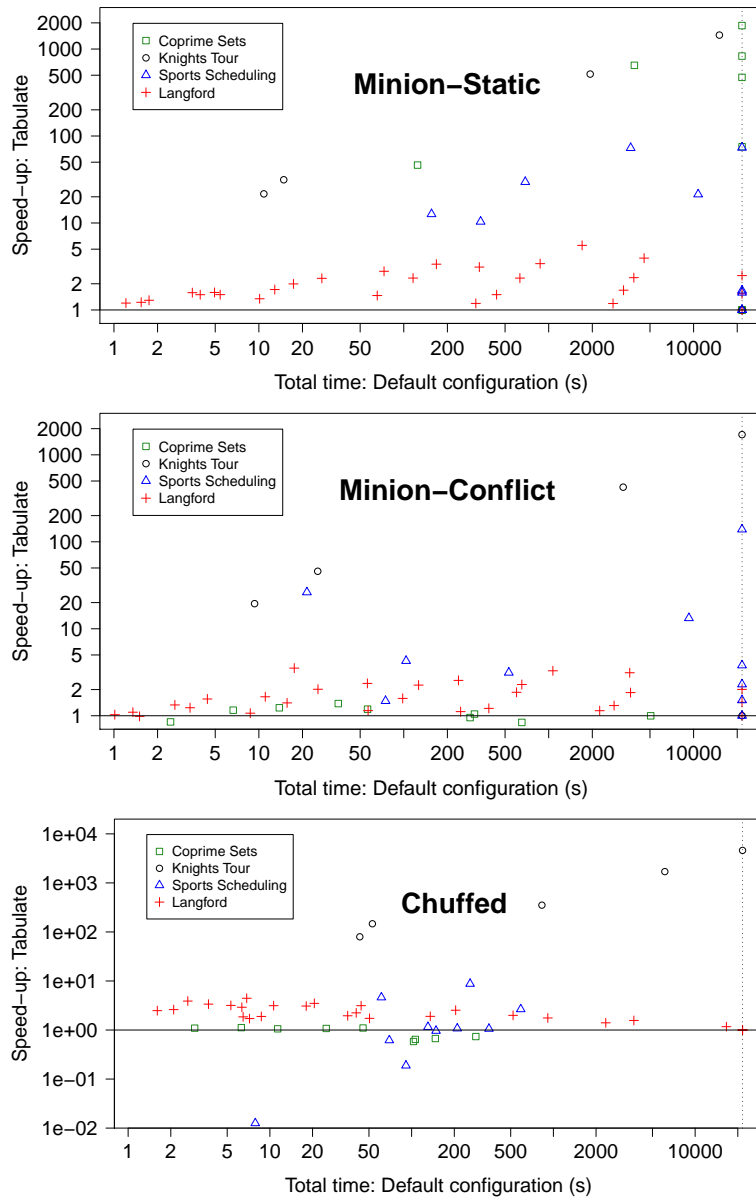 Minion−Static
Coprime Sets
Knights Tour
Sports Scheduling
Langford
Speed−up: Tabulate
2000
1000
500
200
100
50
20
10
5
2
1
1 2 5 10 20 50 200 500 2000 10000
Total time: Default configuration (s)
Minion−Conflict
Coprime Sets
Knights Tour
Sports Scheduling
Langford
Speed−up: Tabulate
2000
1000
500
200
100
50
20
10
5
2
1
1 2 5 10 20 50 200 500 2000 10000
Total time: Default configuration (s)
Chuffed
Coprime Sets
Knights Tour
Sports Scheduling
Langford
Speed−up: Tabulate
1e+04
1e+03
1e+02
1e+01
1e+00
1e−01
1e−02
1 2 5 10 20 50 200 500 2000 10000
Total time: Default configuration (s)